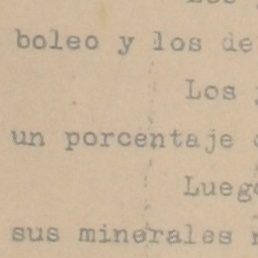 boleo y los de
Los
un porcentaje
Luego
sus minerales